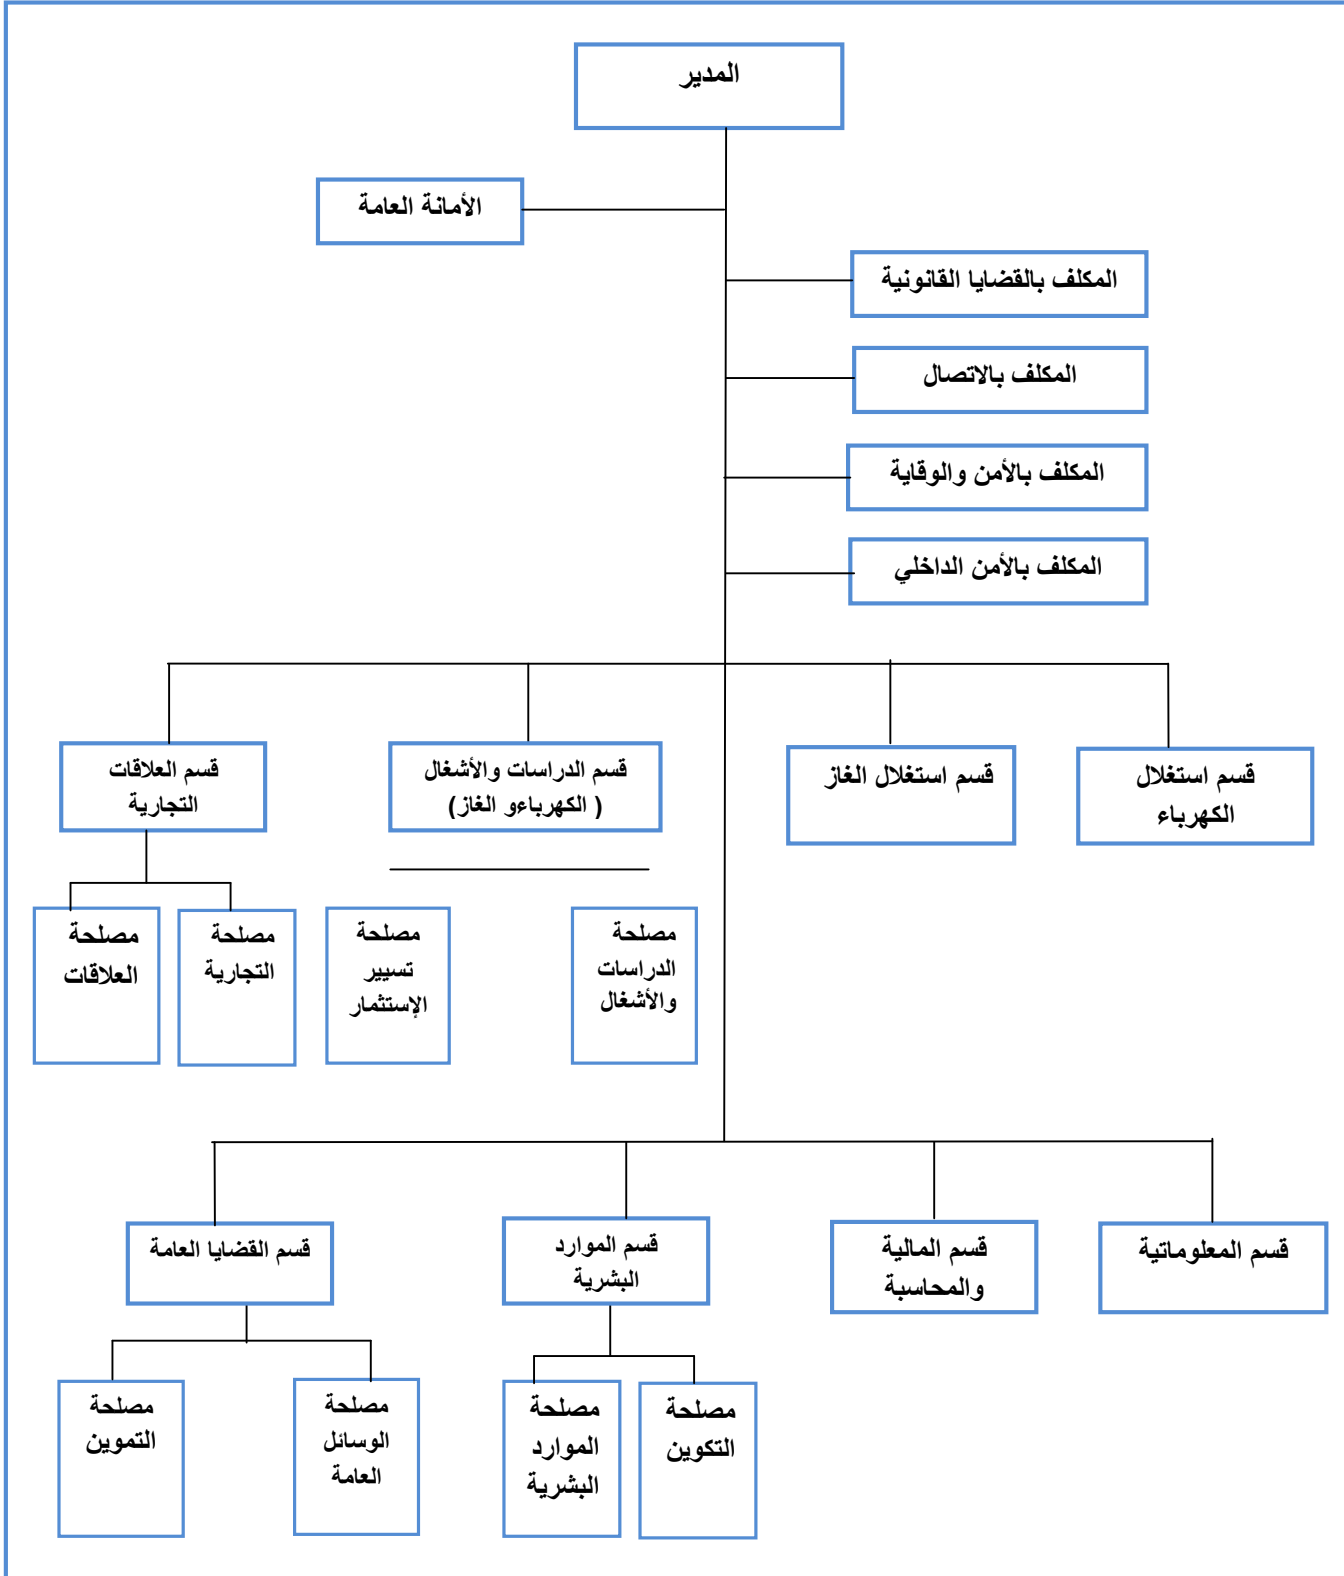 المدير
الأمانة العامة
المكلف بالقضايا القانونية
المكلف بالاتصال
المكلف بالأمن والوقاية
المكلف بالأمن الداخلي
قسم استغلال
الكهرباء
قسم استغلال الغاز
قسم الدراسات والأشغال
( الكهرباءو الغاز)
قسم العلاقات
التجارية
مصلحة
الدراسات
والأشغال
مصلحة
تسيير
الإستثمار
مصلحة
التجارية
مصلحة
العلاقات
قسم المعلوماتية
قسم المالية
والمحاسبة
قسم الموارد
البشرية
قسم القضايا العامة
مصلحة
التكوين
مصلحة
الموارد
البشرية
مصلحة
الوسائل
العامة
مصلحة
التموين